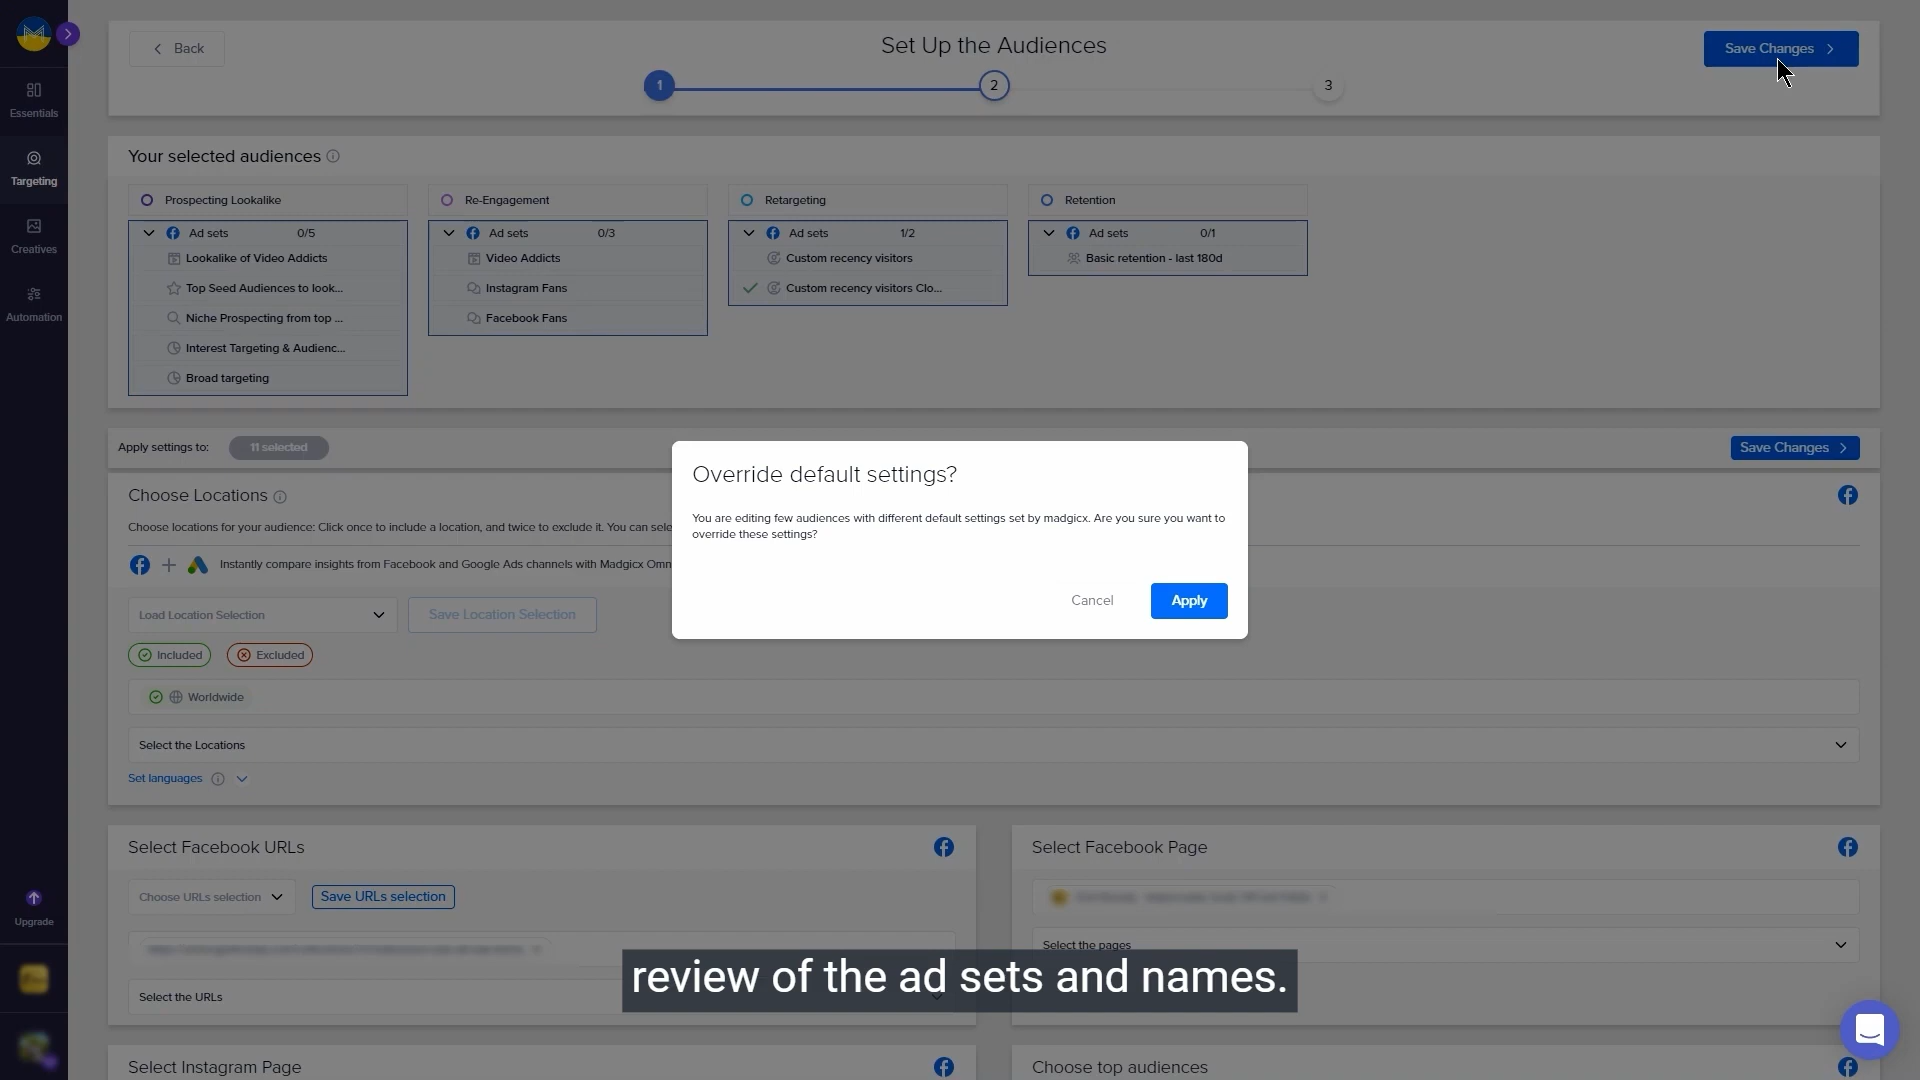 Back
Set Up the Audiences
Save Changes
1
2
3
Essentials
Targeting
Creatives
Automation
Upgrade
Your selected audiences
Prospecting Lookalike
Ad sets 0/5
Lookalike of Video Addicts
Top Seed Audiences to look...
Niche Prospecting from top ...
Interest Targeting & Audienc...
Broad targeting
Re-Engagement
Ad sets 0/3
Video Addicts
Instagram Fans
Facebook Fans
Retargeting
Ad sets 1/2
Custom recency visitors
Custom recency visitors Clo...
Retention
Ad sets 0/1
Basic retention - last 180d
Apply settings to: 11 selected
Save Changes
Choose Locations
Choose locations for your audience: Click once to include a location, and twice to exclude it. You can sele
Instantly compare insights from Facebook and Google Ads channels with Madgicx Omn
Load Location Selection
Save Location Selection
Included
Excluded
Worldwide
Select the Locations
Set languages
Override default settings?
You are editing few audiences with different default settings set by madgicx. Are you sure you want to
override these settings?
Cancel
Apply
Select Facebook URLs
Choose URLs selection
Save URLs selection
Select the URLs
Select Facebook Page
Select the pages
review of the ad sets and names.
Select Instagram Page
Choose top audiences